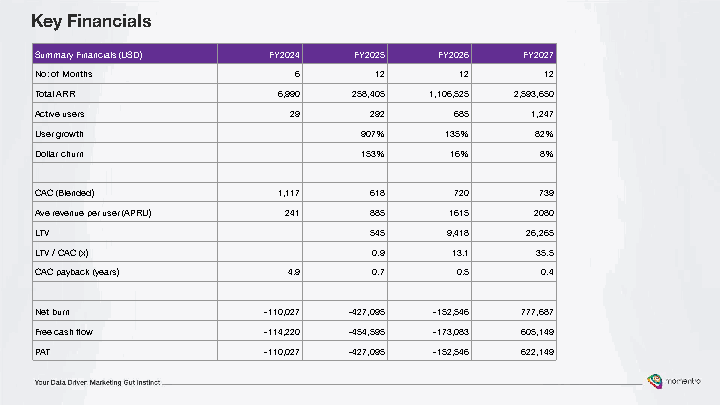 Key Financials
Summary Financials (USD) FY2024 FY2025 FY2026 FY2027
No: of Months 6 12 12 12
Total ARR 6,990 258,405 1,106,525 2,593,650
Active users 29 292 685 1,247
User growth 907% 135% 82%
Dollar churn 153% 16% 8%
CAC (Blended) 1,117 618 720 739
Ave revenue per user (APRU) 241 885 1615 2080
LTV 545 9,418 26,265
LTV / CAC (x) 0.9 13.1 35.5
CAC payback (years) 4.9 0.7 0.5 0.4
Net burn -110,027 -427,095 -152,546 777,687
Free cash flow -114,220 -454,595 -173,083 605,149
PAT -110,027 -427,095 -152,546 622,149
Your Data Driven Marketing Gut Instinct
momentro